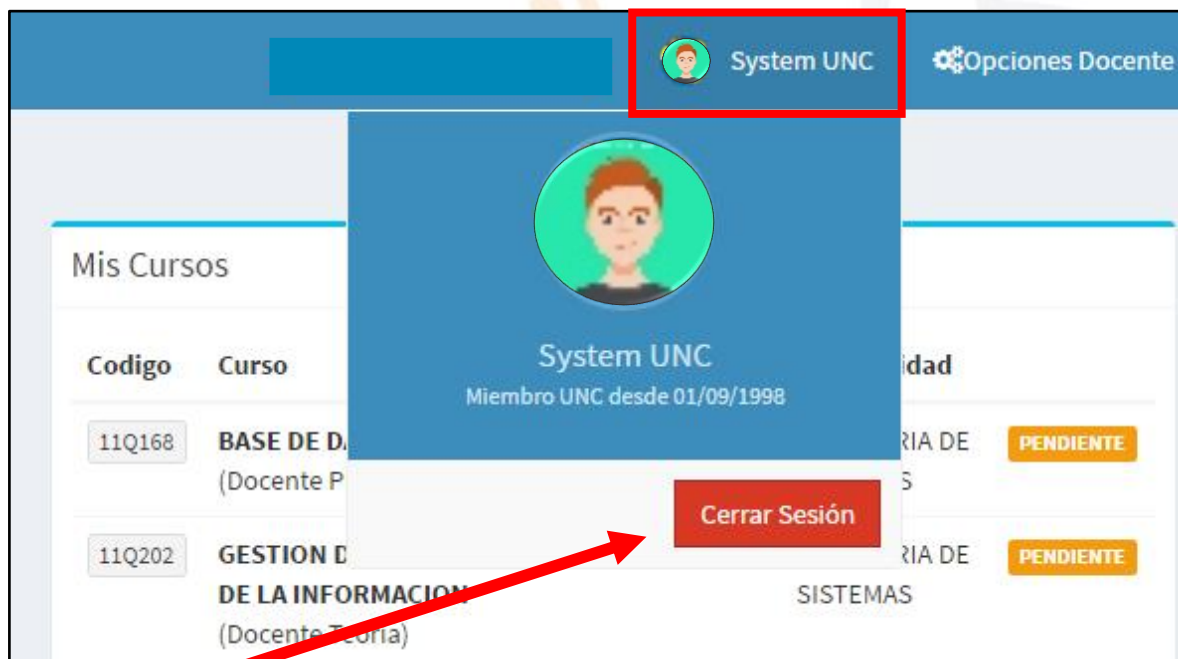 System UNC
Opciones Docente
System UNC
Miembro UNC desde 01/09/1998
Cerrar Sesión
Mis Cursos
Codigo Curso idad
11Q168 BASE DE D RIA DE PENDIENTE
(Docente P S
11Q202 GESTION D RIA DE PENDIENTE
DE LA INFORMACION SISTEMAS
(Docente Teoria)